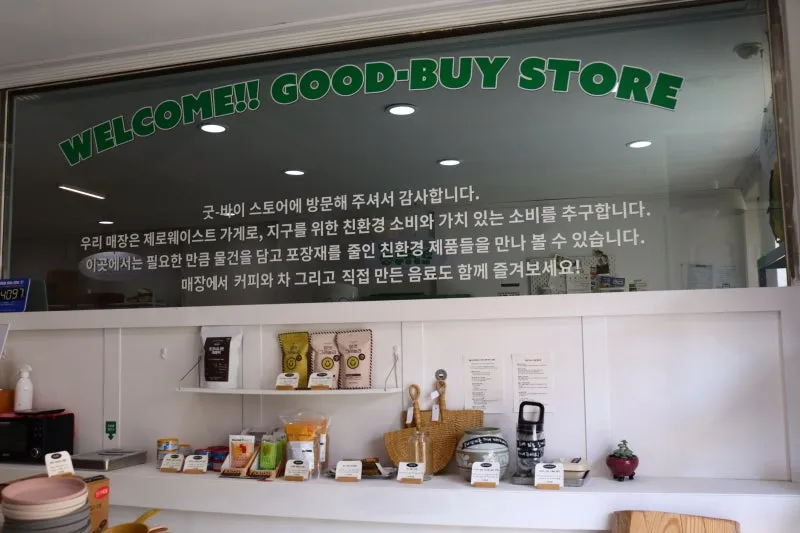 WELCOME!! GOOD-BUY STORE
굿-바이 스토어에 방문해 주셔서 감사합니다.
우리 매장은 제로웨이스트 가게로, 지구를 위한 친환경 소비와 가치 있는 소비를 추구합니다.
이곳에서는 필요한 만큼 물건을 담고 포장재를 줄인 친환경 제품들을 만나 볼 수 있습니다.
매장에서 커피와 차 그리고 직접 만든 음료도 함께 즐겨보세요!
4097